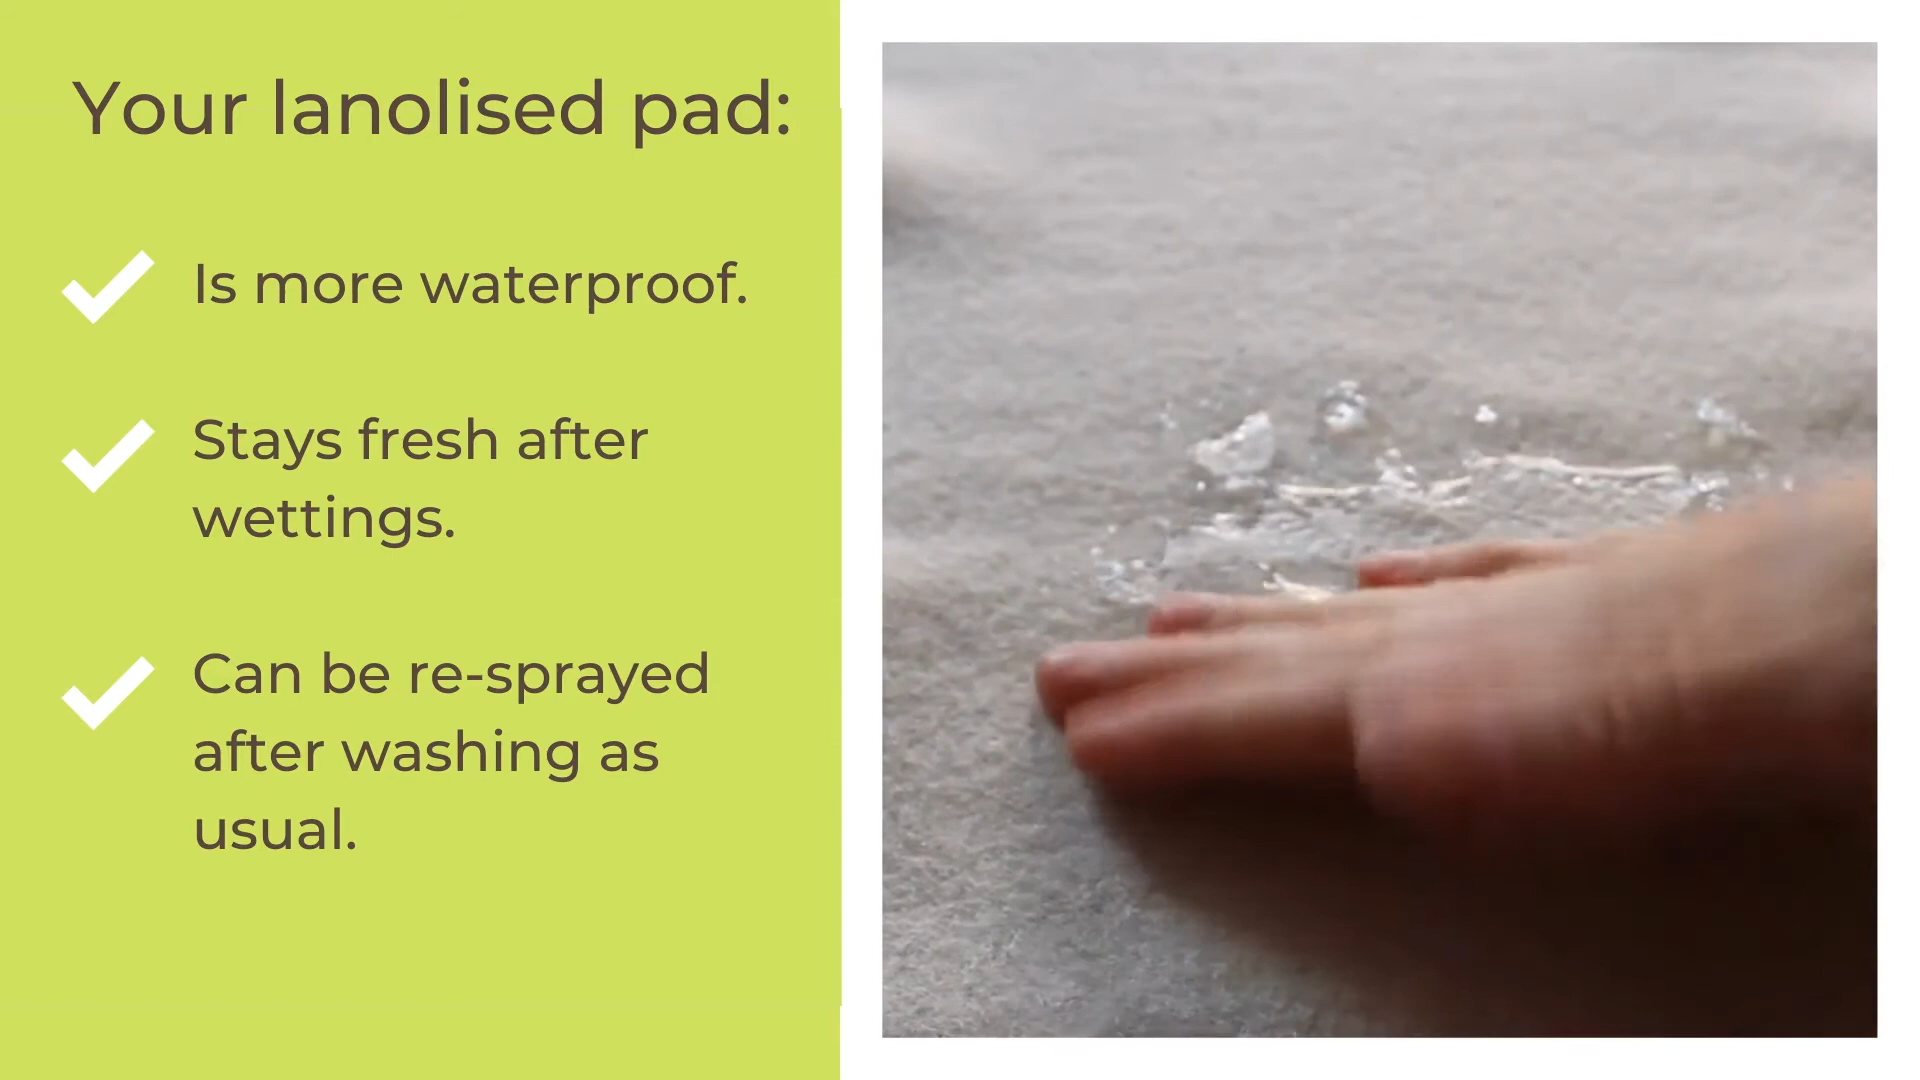 Your lanolised pad:
Is more waterproof.
Stays fresh after
wettings.
Can be re-sprayed
after washing as
usual.